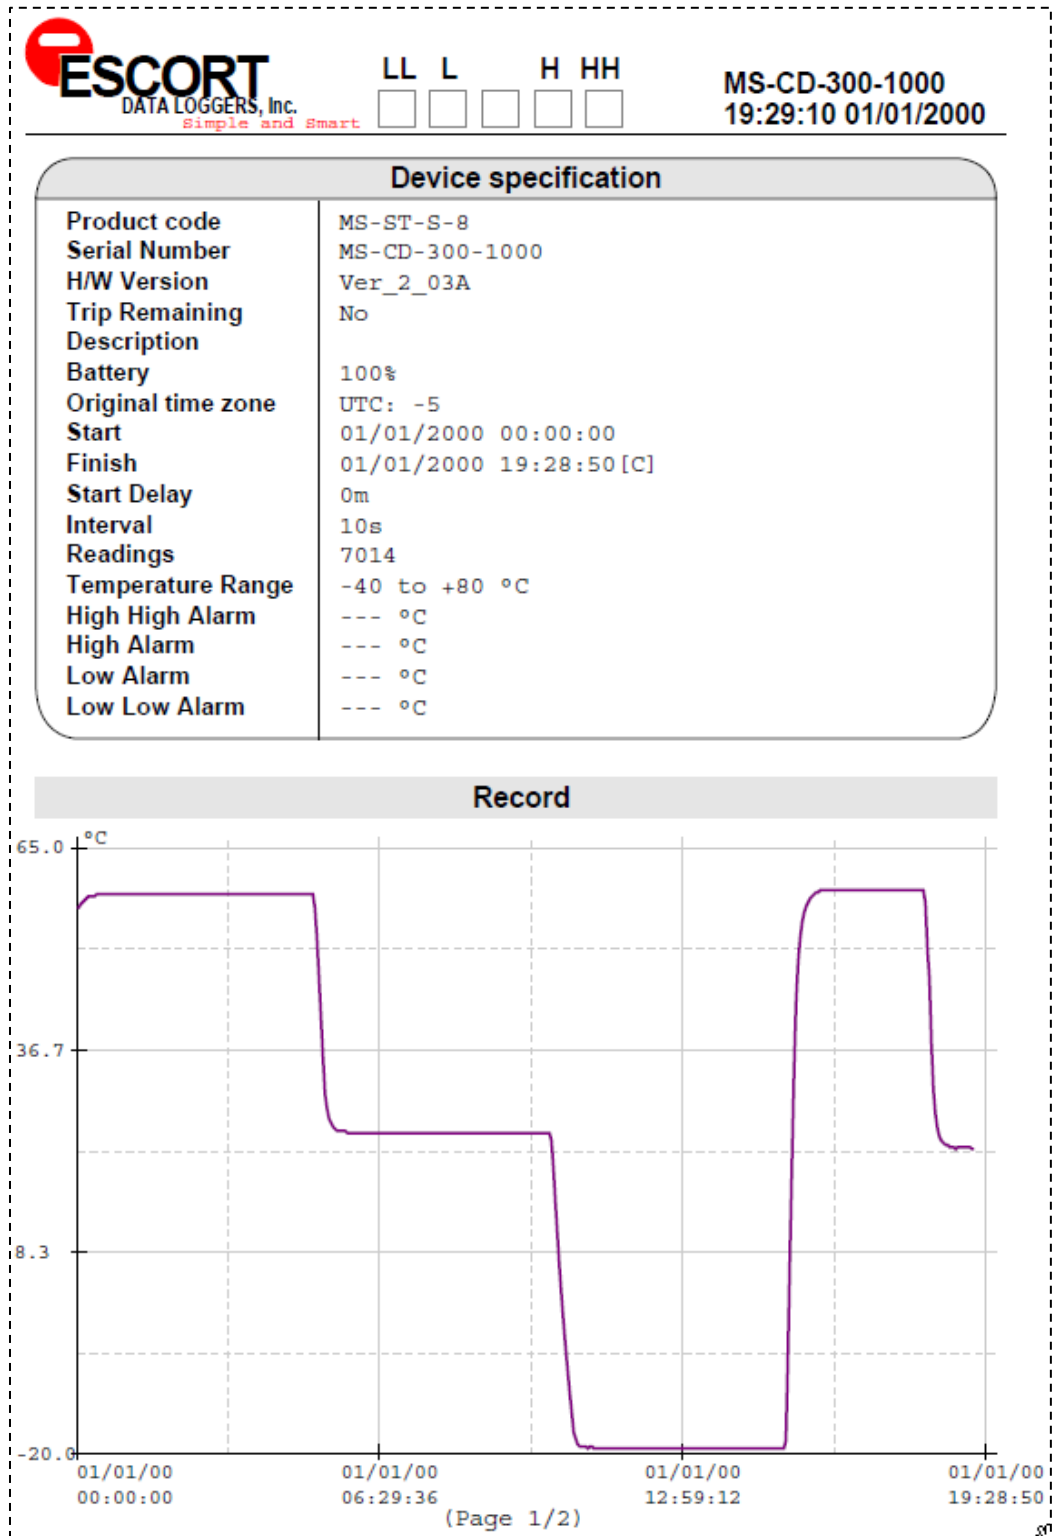 ESCORT
DATA LOGGERS, Inc.
Simple and Smart
LL L H HH
MS-CD-300-1000
19:29:10 01/01/2000
Device specification
Product code MS-ST-S-8
Serial Number MS-CD-300-1000
H/W Version Ver_2_03A
Trip Remaining No
Description
Battery 100%
Original time zone UTC: -5
Start 01/01/2000 00:00:00
Finish 01/01/2000 19:28:50[C]
Start Delay 0m
Interval 10s
Readings 7014
Temperature Range -40 to +80 °C
High High Alarm --- °C
High Alarm --- °C
Low Alarm --- °C
Low Low Alarm --- °C
Record
°C
65.0
36.7
8.3
-20.0
01/01/00 01/01/00 01/01/00 01/01/00
00:00:00 06:29:36 12:59:12 19:28:50
(Page 1/2)